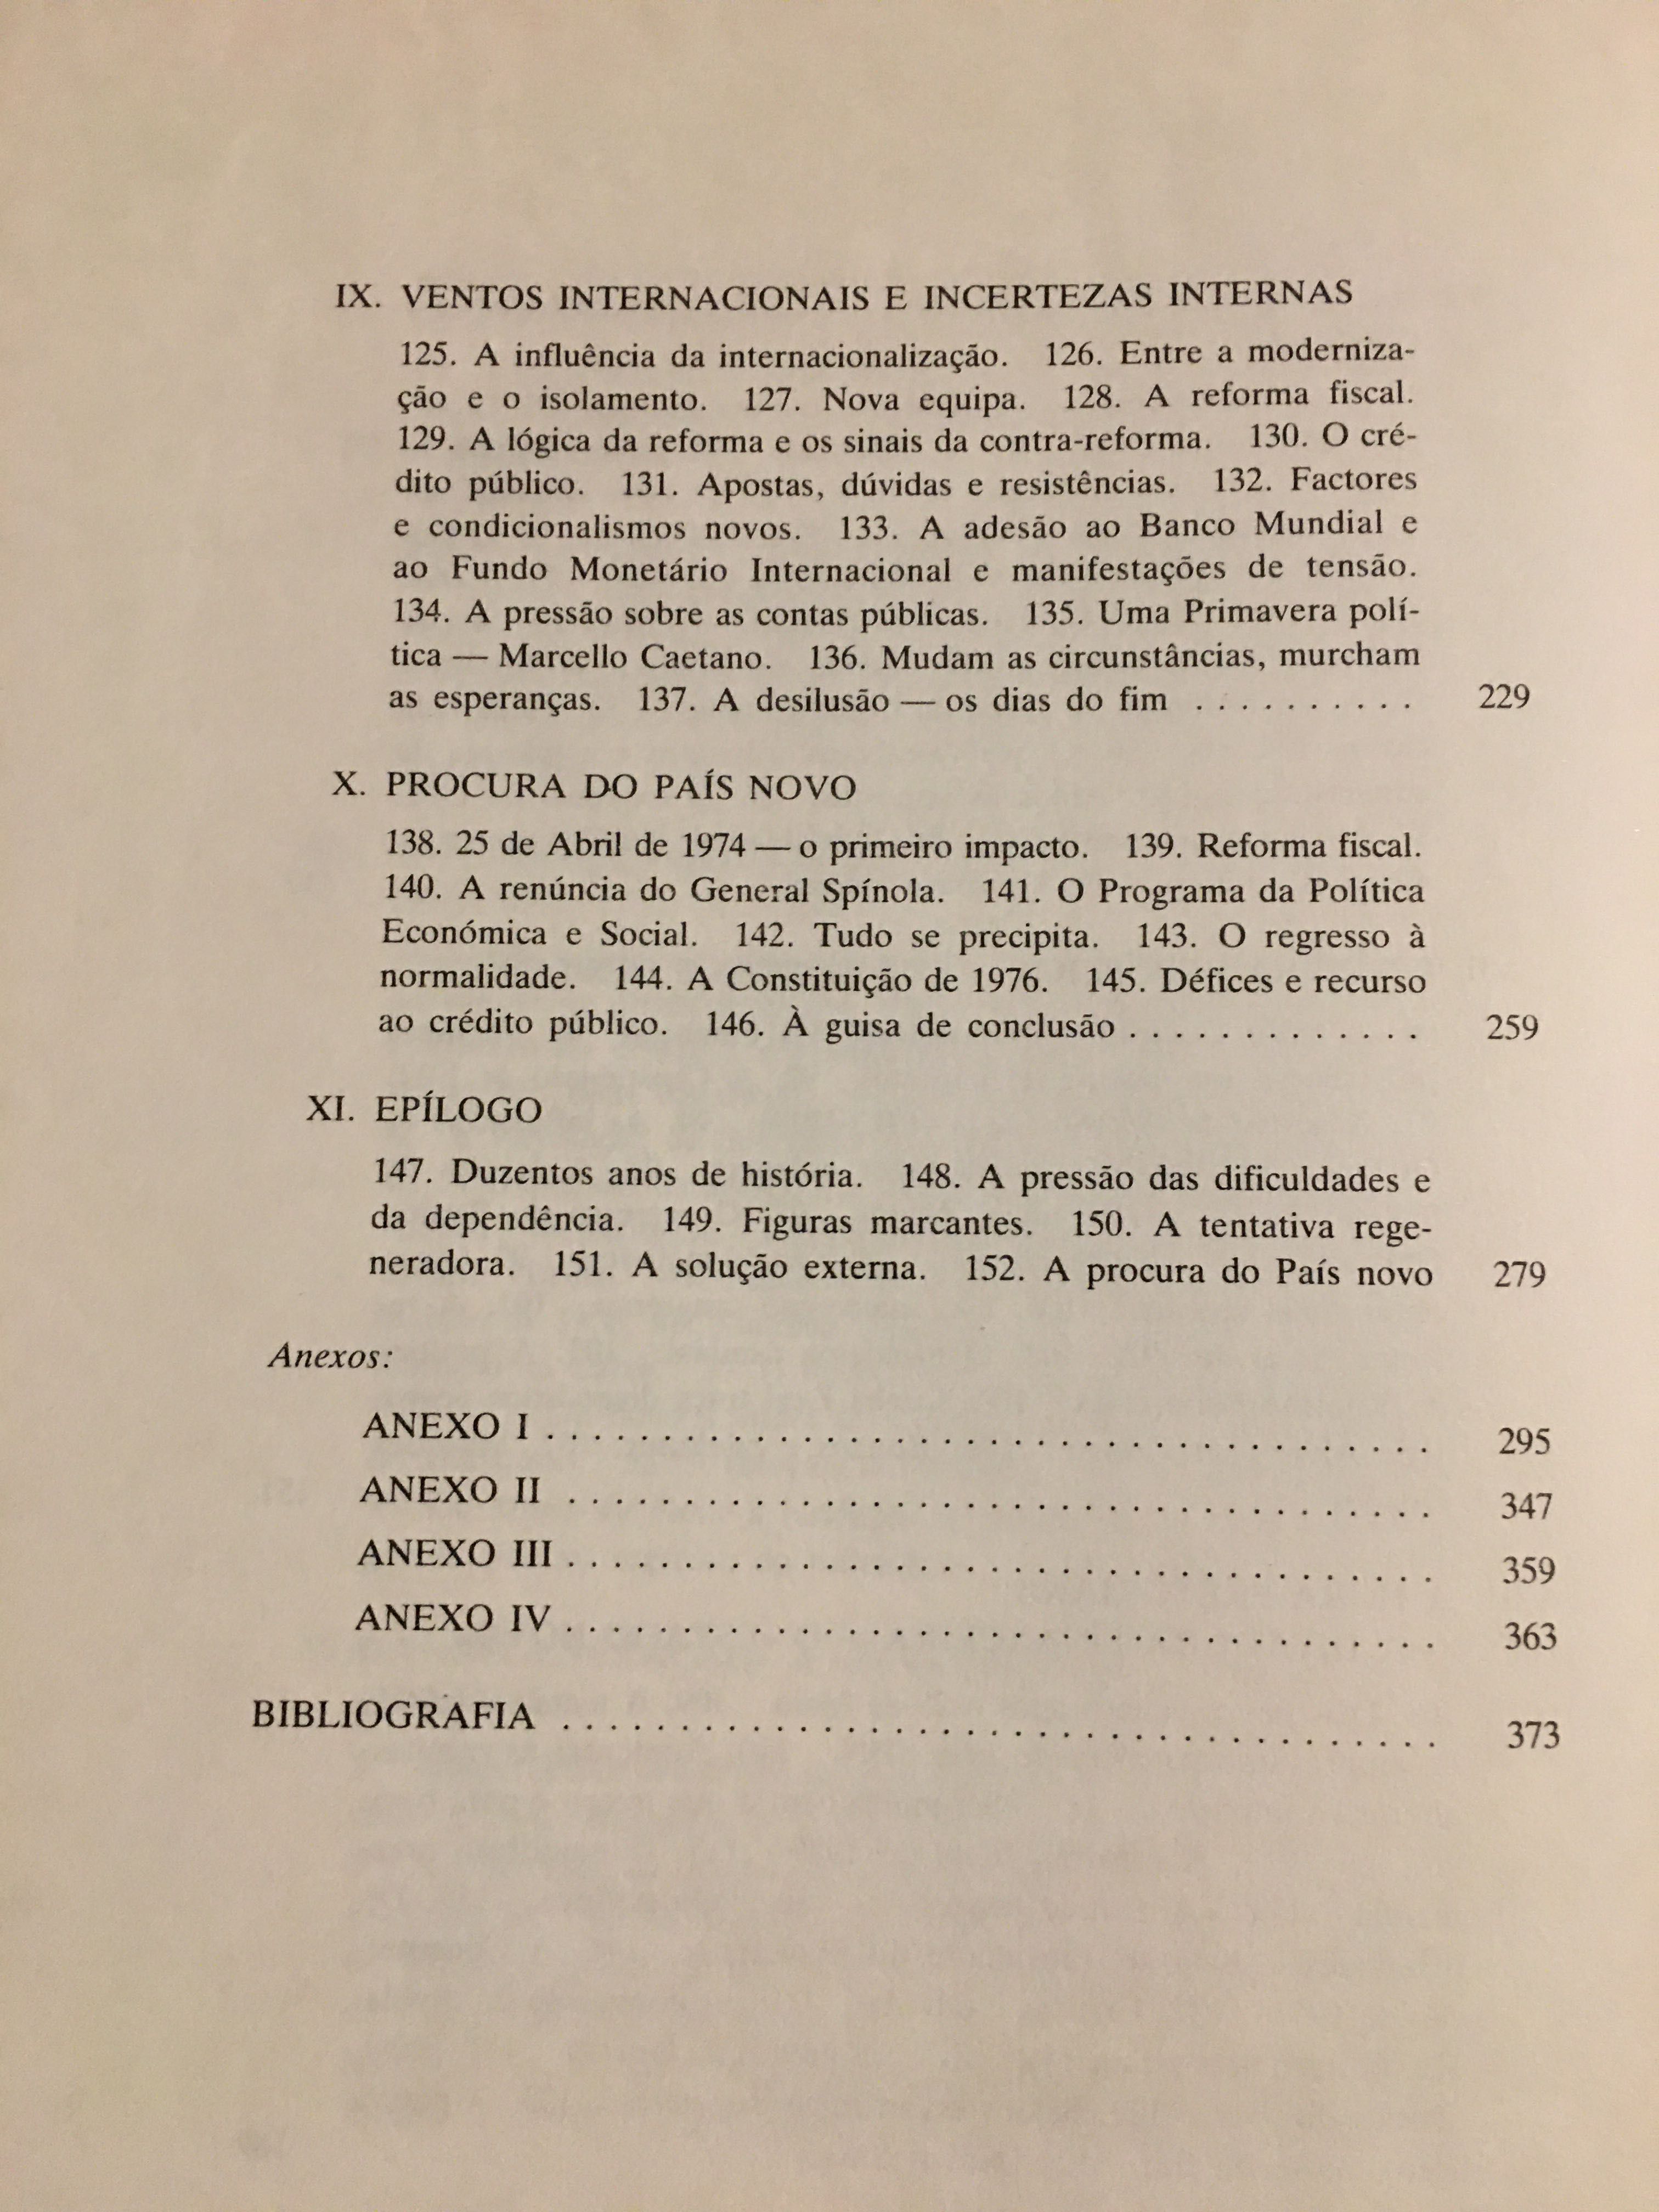 IX. VENTOS INTERNACIONAIS E INCERTEZAS INTERNAS
125. A influência da internacionalização. 126. Entre a moderniza-
ção e o isolamento. 127. Nova equipa. 128. A reforma fiscal.
129. A lógica da reforma e os sinais da contra-reforma. 130. O cré-
dito público. 131. Apostas, dúvidas e resistências. 132. Factores
e condicionalismos novos. 133. A adesão ao Banco Mundial e
ao Fundo Monetário Internacional e manifestações de tensão.
134. A pressão sobre as contas públicas. 135. Uma Primavera polí-
tica — Marcello Caetano. 136. Mudam as circunstâncias, murcham
as esperanças. 137. A desilusão — os dias do fim . . . . . . . . . . 229
X. PROCURA DO PAÍS NOVO
138. 25 de Abril de 1974 — o primeiro impacto. 139. Reforma fiscal.
140. A renúncia do General Spínola. 141. O Programa da Política
Económica e Social. 142. Tudo se precipita. 143. O regresso à
normalidade. 144. A Constituição de 1976. 145. Défices e recurso
ao crédito público. 146. À guisa de conclusão . . . . . . . . . . . . . 259
XI. EPÍLOGO
147. Duzentos anos de história. 148. A pressão das dificuldades e
da dependência. 149. Figuras marcantes. 150. A tentativa rege-
neradora. 151. A solução externa. 152. A procura do País novo 279
Anexos:
ANEXO I . . . . . . . . . . . . . . . . . . . . . . . . . . . . . . . . . . . . . . 295
ANEXO II . . . . . . . . . . . . . . . . . . . . . . . . . . . . . . . . . . . . . 347
ANEXO III . . . . . . . . . . . . . . . . . . . . . . . . . . . . . . . . . . . . . 359
ANEXO IV . . . . . . . . . . . . . . . . . . . . . . . . . . . . . . . . . . . . . 363
BIBLIOGRAFIA . . . . . . . . . . . . . . . . . . . . . . . . . . . . . . . . . . . . . 373